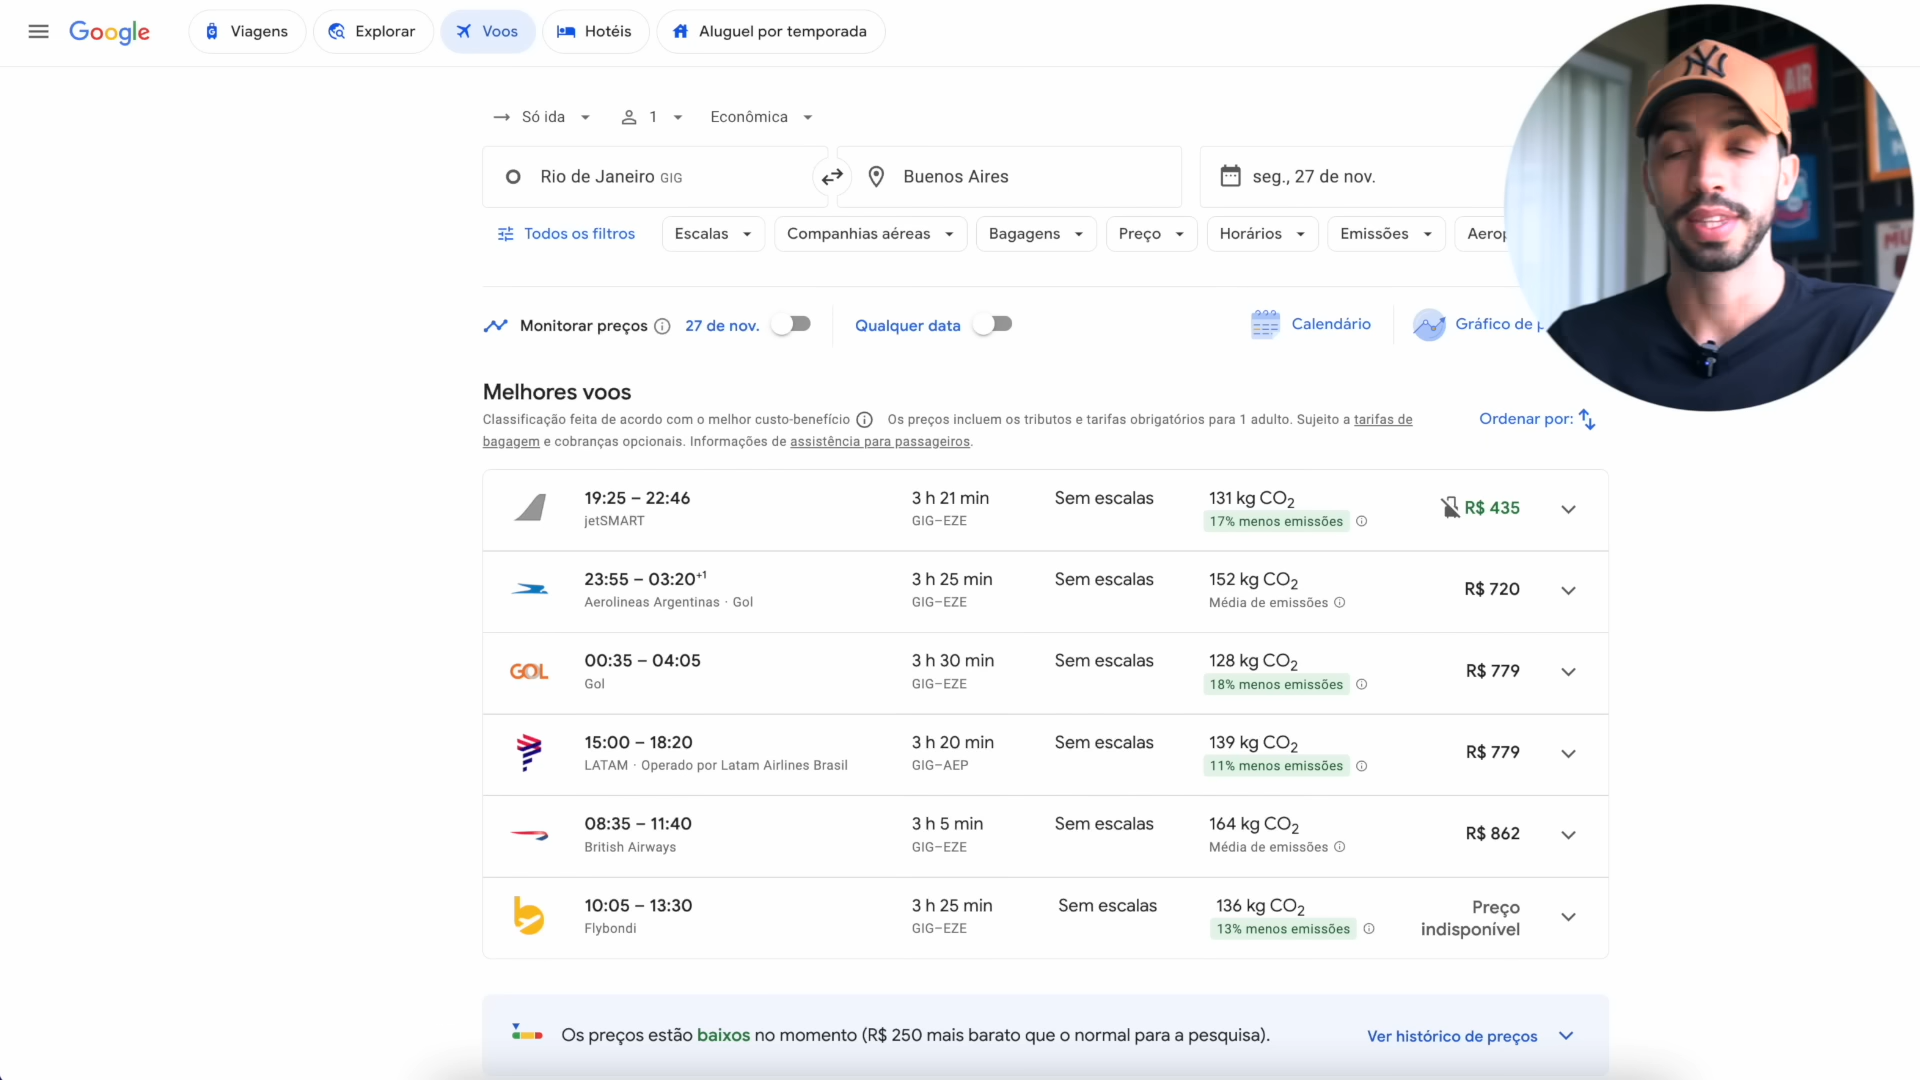 Google
Viagens
Explorar
Voos
Hotéis
Aluguel por temporada
Só ida
1
Econômica
Rio de Janeiro GIG
Buenos Aires
seg., 27 de nov.
Todos os filtros
Escalas
Companhias aéreas
Bagagens
Preço
Horários
Emissões
Aerop
Monitorar preços
27 de nov.
Qualquer data
Calendário
Gráfico de p
Melhores voos
Classificação feita de acordo com o melhor custo-benefício Os preços incluem os tributos e tarifas obrigatórios para 1 adulto. Sujeito a tarifas de
bagagem e cobranças opcionais. Informações de assistência para passageiros.
Ordenar por:
19:25 – 22:46 3 h 21 min Sem escalas 131 kg CO2 R$ 435
jetSMART GIG–EZE 17% menos emissões
23:55 – 03:20+1 3 h 25 min Sem escalas 152 kg CO2 R$ 720
Aerolineas Argentinas · Gol GIG–EZE Média de emissões
GOL
00:35 – 04:05 3 h 30 min Sem escalas 128 kg CO2 R$ 779
Gol GIG–EZE 18% menos emissões
15:00 – 18:20 3 h 20 min Sem escalas 139 kg CO2 R$ 779
LATAM · Operado por Latam Airlines Brasil GIG–AEP 11% menos emissões
08:35 – 11:40 3 h 5 min Sem escalas 164 kg CO2 R$ 862
British Airways GIG–EZE Média de emissões
10:05 – 13:30 3 h 25 min Sem escalas 136 kg CO2 Preço
Flybondi GIG–EZE 13% menos emissões indisponível
Os preços estão baixos no momento (R$ 250 mais barato que o normal para a pesquisa).
Ver histórico de preços
NY
AIR
MU